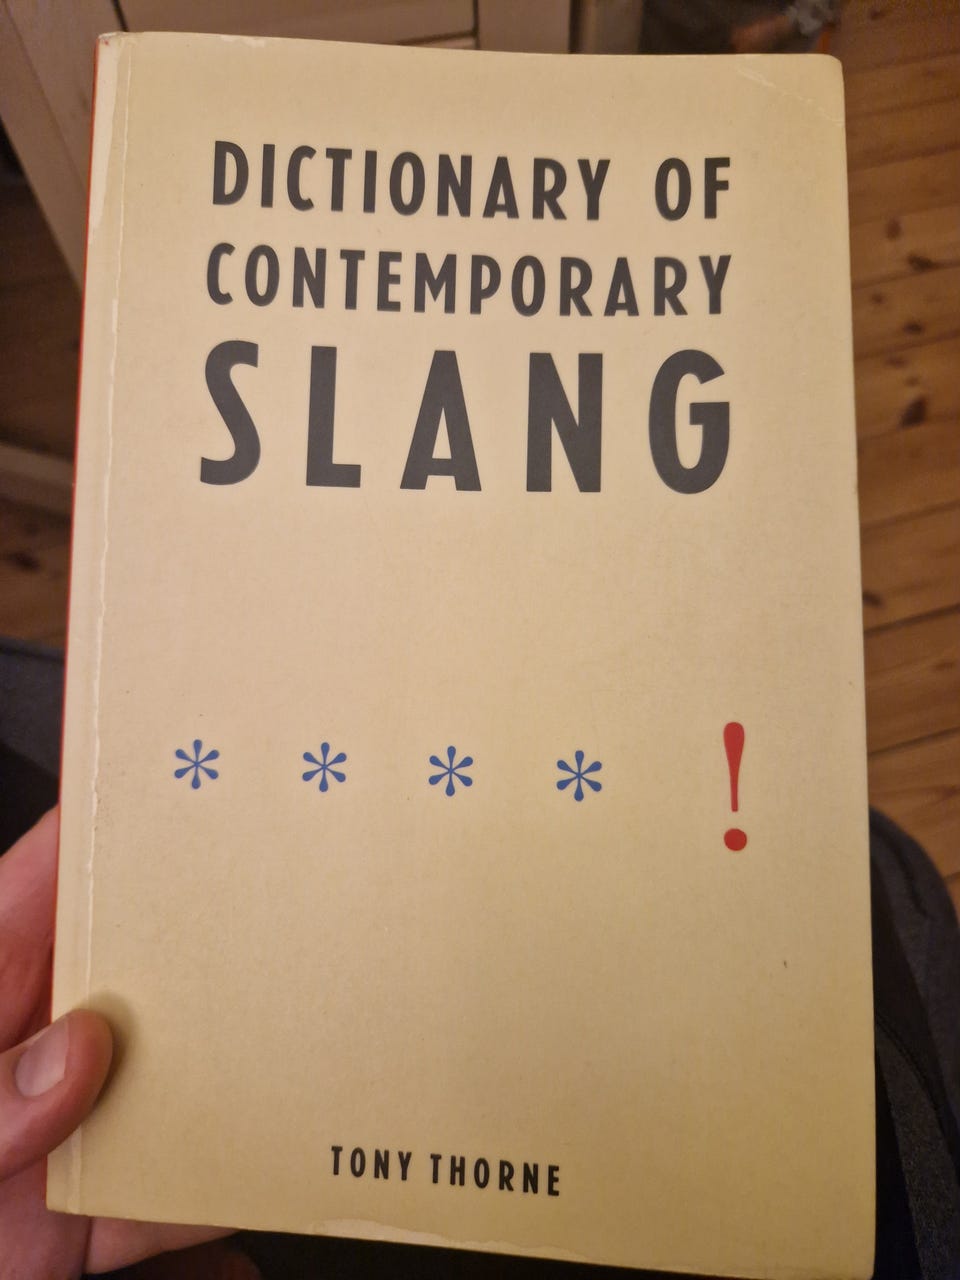 DICTIONARY OF
CONTEMPORARY
SLANG
* * * * !
TONY THORNE